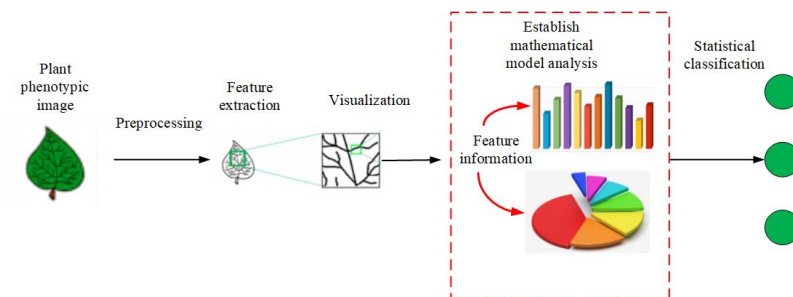 Plant
phenotypic
image
Preprocessing
Feature
extraction
Visualization
Establish
mathematical
model analysis
Feature
information
Statistical
classification